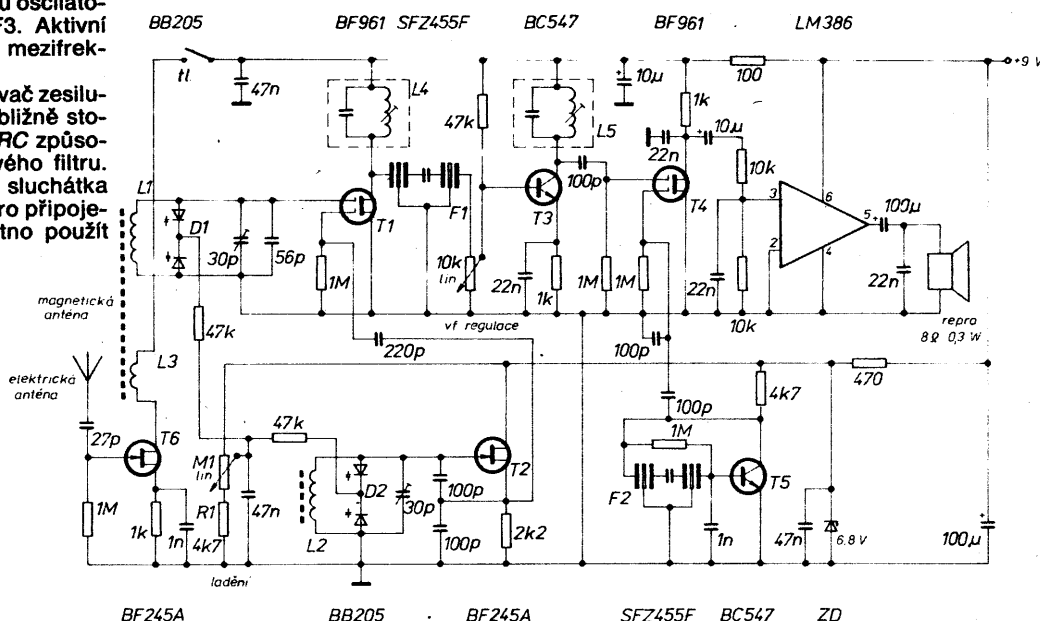 u osciláto-
F3. Aktivní
mezifrek-
vač zesilu-
bližně sto-
RC způso-
vého filtru.
sluchátka
ro připoje-
tno použít
BB205
BF961
SFZ455F
BC547
BF961
LM386
tl.
47n
L4
47k
L5
10µ
1k
100
+9 V
22n
10µ
10k
L1
D1
30p
56p
T1
1M
F1
10k
lin
vf regulace
T3
100p
22n
1k
1M
1M
T4
22n
10k
3
2
6
5
4
100µ
22n
repro
8Ω 0,3 W
magnetická
anténa
47k
220p
100p
L3
470
elektrická
anténa
27p
T6
M1
lin
47k
T2
100p
4k7
1M
1M
1k
1n
R1
4k7
47n
L2
D2
30p
100p
100p
2k2
F2
1n
T5
47n
6,8 V
100µ
ladění
BF245A
BB205
BF245A
SFZ455F
BC547
ZD